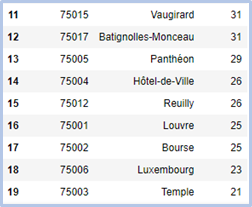 11 75015 Vaugirard 31
12 75017 Batignolles-Monceau 31
13 75005 Panthéon 29
14 75004 Hôtel-de-Ville 26
15 75012 Reuilly 26
16 75001 Louvre 25
17 75002 Bourse 25
18 75006 Luxembourg 23
19 75003 Temple 21